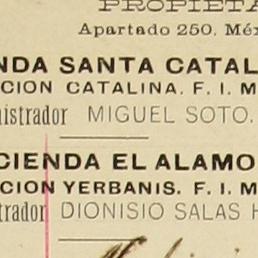 PROPIETA
Apartado 250, Méx
NDA SANTA CATAL
CION CATALINA. F. I. M
nistrador MIGUEL SOTO.
CIENDA EL ALAMO
CION YERBANIS. F. I. M
trador DIONISIO SALAS H